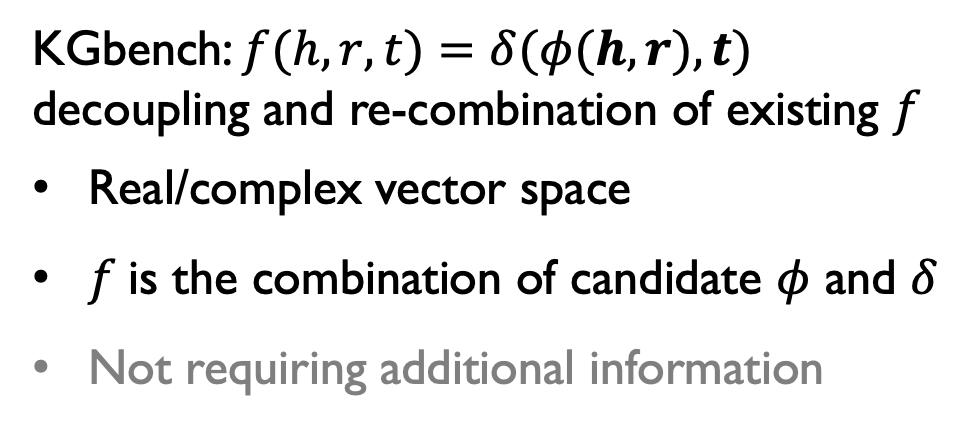 KGbench: 𝑓(ℎ, 𝑟, 𝑡) = 𝛿(𝜙(𝒉, 𝒓), 𝒕)
decoupling and re-combination of existing 𝑓
• Real/complex vector space
• 𝑓 is the combination of candidate 𝜙 and 𝛿
• Not requiring additional information